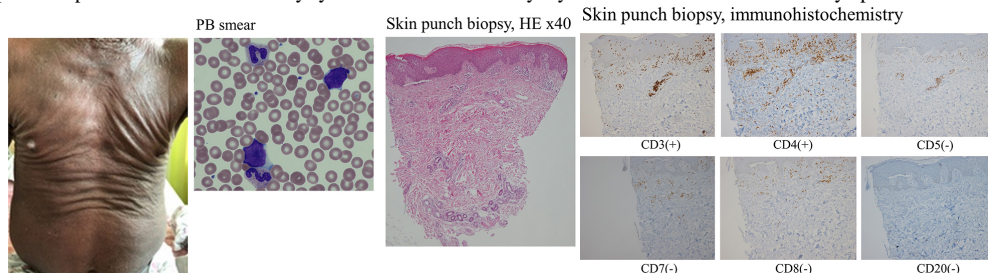 PB smear
Skin punch biopsy, HE x40
Skin punch biopsy, immunohistochemistry
CD3(+)
CD4(+)
CD5(-)
CD7(-)
CD8(-)
CD20(-)